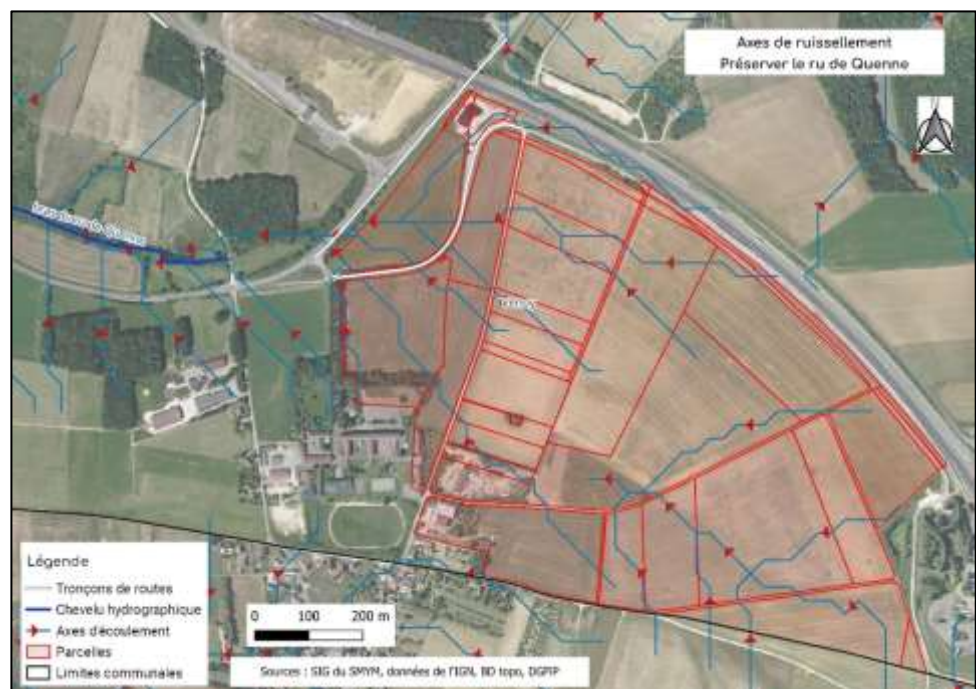 Axes de ruissellement
Préserver le ru de Quenne
Légende
Tronçons de routes
Chevelu hydrographique
Axes d'écoulement
Parcelles
Limites communales
0 100 200 m
Sources : SIG du SMYM, données de l'IGN, BD topo, DGFIP